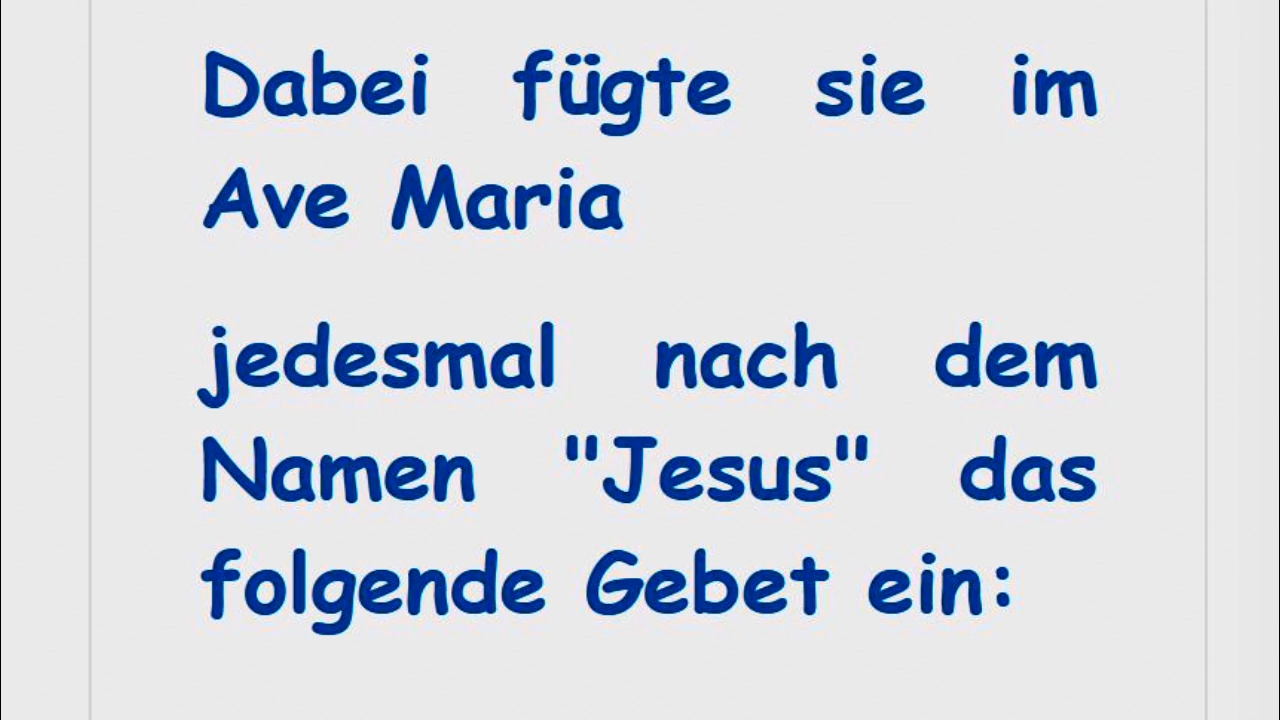 Dabei fügte sie im
Ave Maria
jedesmal nach dem
Namen "Jesus" das
folgende Gebet ein: